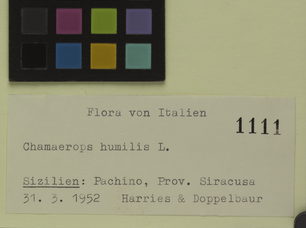 Flora von Italien
1111
Chamaerops humilis L.
Sizilien: Pachino, Prov. Siracusa
31. 3. 1952 Harries & Doppelbaur